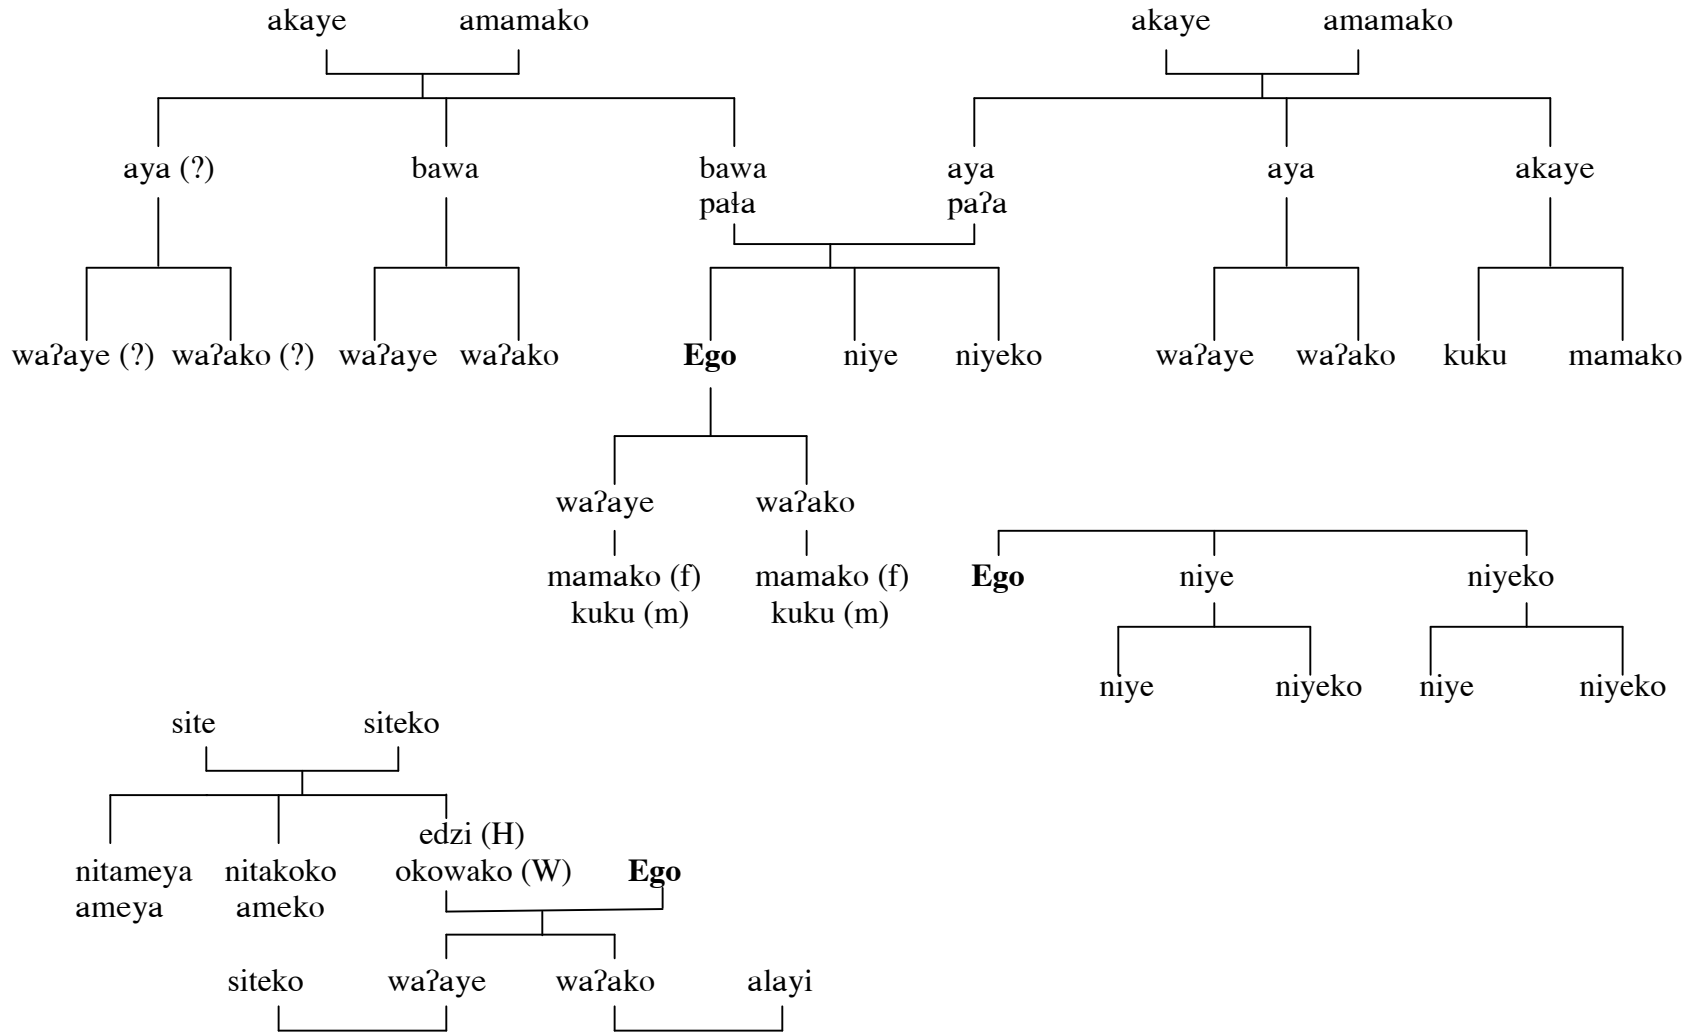 akaye amamako akaye amamako
aya (?) bawa bawa aya aya akaye
paɬa paʔa
waʔaye (?) waʔako (?) waʔaye waʔako Ego niye niyeko waʔaye waʔako kuku mamako
waʔaye waʔako
mamako (f) mamako (f) Ego niye niyeko
kuku (m) kuku (m)
niye niyeko niye niyeko
site siteko
edzi (H)
nitameya nitakoko okowako (W) Ego
ameya ameko
siteko waʔaye waʔako alayi